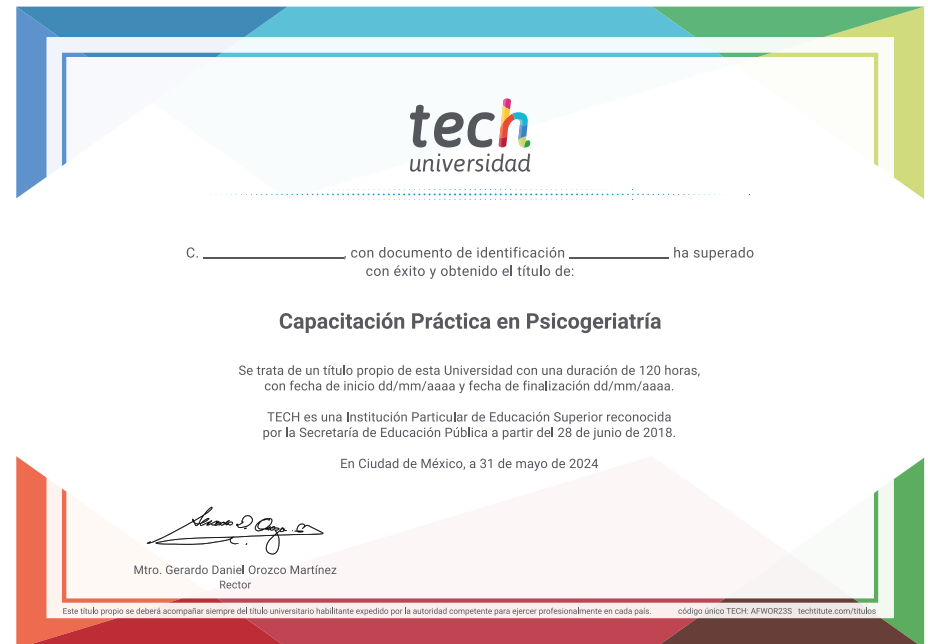 tech
universidad
C. ____________, con documento de identificación _________ ha superado
con éxito y obtenido el título de:
Capacitación Práctica en Psicogeriatría
Se trata de un título propio de esta Universidad con una duración de 120 horas,
con fecha de inicio dd/mm/aaaa y fecha de finalización dd/mm/aaaa.
TECH es una Institución Particular de Educación Superior reconocida
por la Secretaría de Educación Pública a partir del 28 de junio de 2018.
En Ciudad de México, a 31 de mayo de 2024
Mtro. Gerardo Daniel Orozco Martínez
Rector
Este título propio se deberá acompañar siempre del título universitario habilitante expedido por la autoridad competente para ejercer profesionalmente en cada país. código único TECH: AFWOR23S techtitute.com/titulos